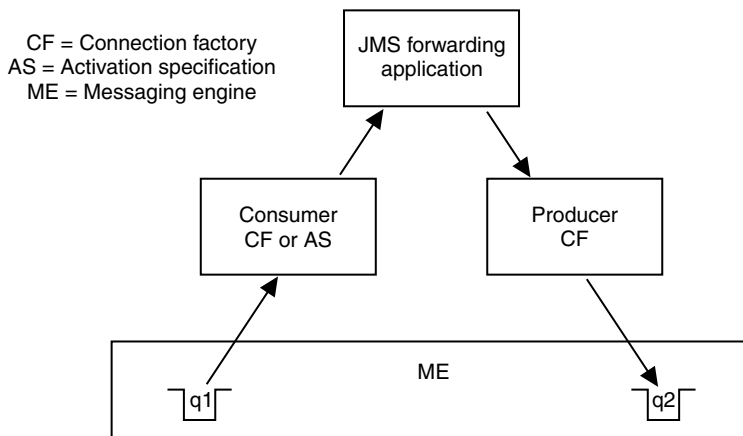 CF = Connection factory
AS = Activation specification
ME = Messaging engine
JMS forwarding
application
Consumer
CF or AS
Producer
CF
ME
q1
q2